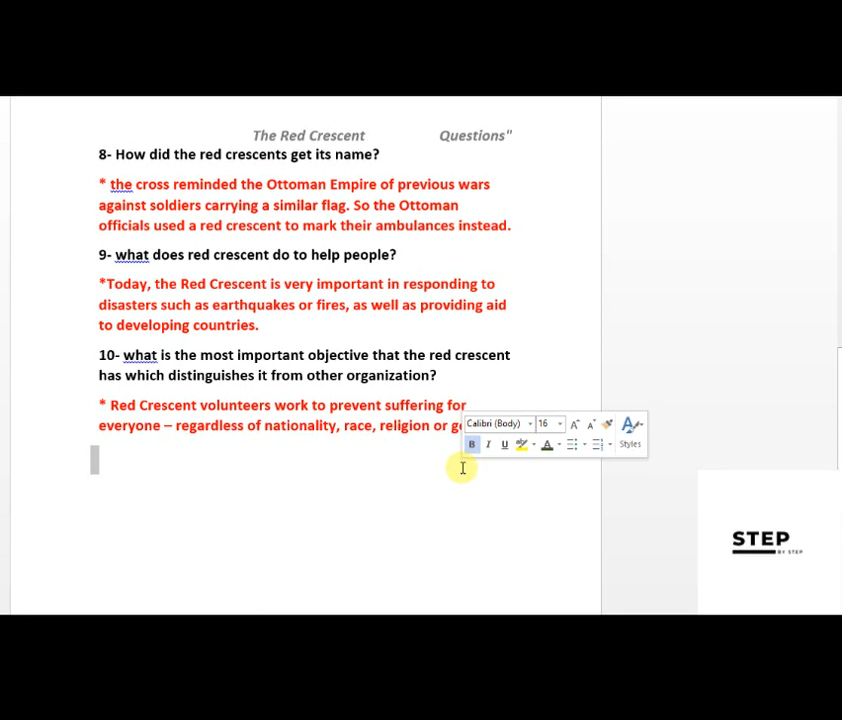 The Red Crescent Questions"
8- How did the red crescents get its name?
* the cross reminded the Ottoman Empire of previous wars
against soldiers carrying a similar flag. So the Ottoman
officials used a red crescent to mark their ambulances instead.
9- what does red crescent do to help people?
*Today, the Red Crescent is very important in responding to
disasters such as earthquakes or fires, as well as providing aid
to developing countries.
10- what is the most important objective that the red crescent
has which distinguishes it from other organization?
* Red Crescent volunteers work to prevent suffering for
everyone – regardless of nationality, race, religion or
Calibri (Body) 16 A A A
B I U aby A Styles
STEP
BY STEP